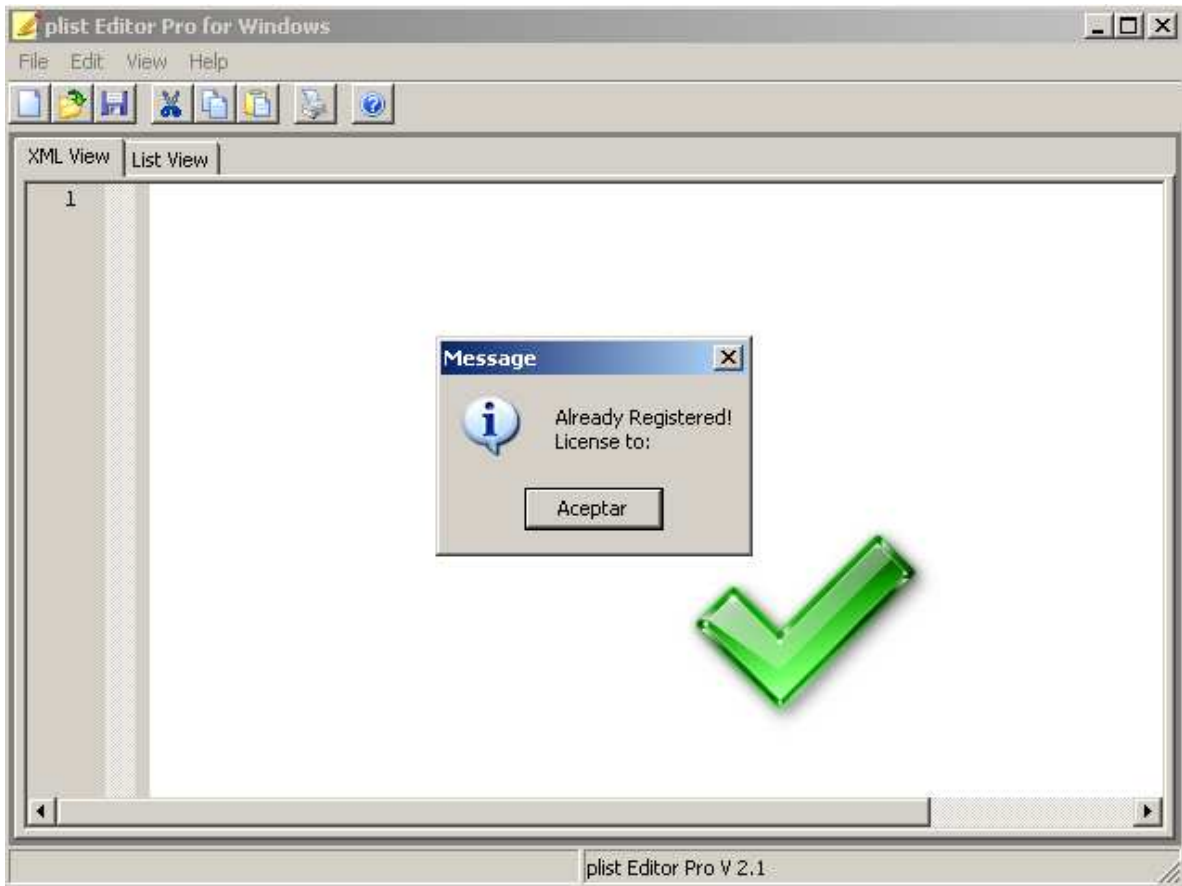 plist Editor Pro for Windows
File Edit View Help
XML View List View
1
Message
Already Registered!
License to:
Aceptar
plist Editor Pro V 2.1